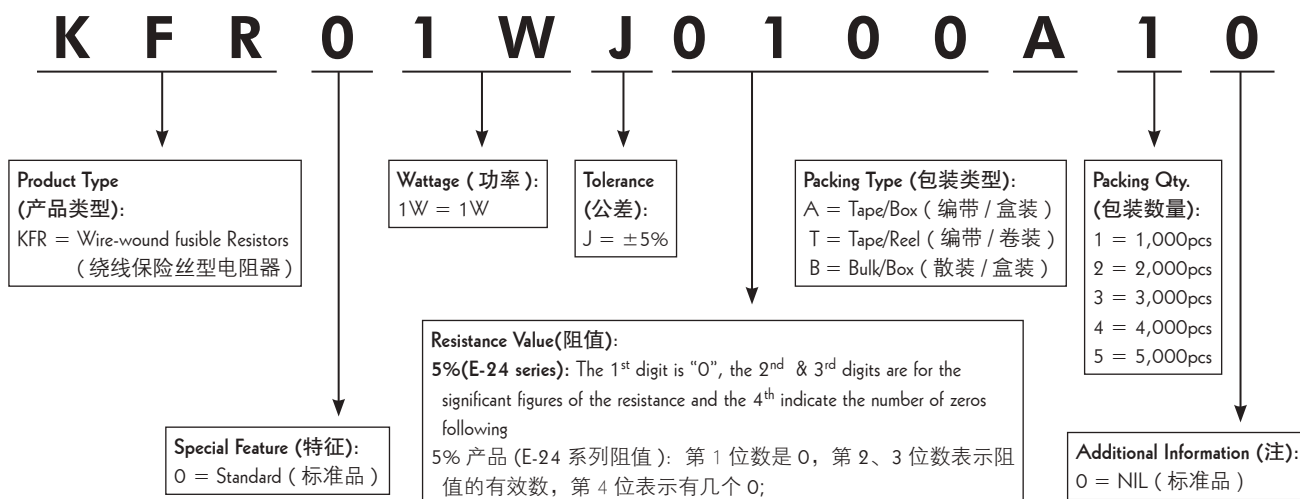 K F R 0 1 W J 0 1 0 0 A 1 0
Product Type
(产品类型):
KFR = Wire-wound fusible Resistors
(绕线保险丝型电阻器)
Wattage (功率):
1W = 1W
Tolerance
(公差):
J = ±5%
Packing Type (包装类型):
A = Tape/Box (编带 / 盒装)
T = Tape/Reel (编带 / 卷装)
B = Bulk/Box (散装 / 盒装)
Packing Qty.
(包装数量):
1 = 1,000pcs
2 = 2,000pcs
3 = 3,000pcs
4 = 4,000pcs
5 = 5,000pcs
Special Feature (特征):
0 = Standard (标准品)
Resistance Value(阻值):
5%(E-24 series): The 1st digit is “0”, the 2nd & 3rd digits are for the
significant figures of the resistance and the 4th indicate the number of zeros
following
5% 产品 (E-24 系列阻值): 第 1 位数是 0，第 2、3 位数表示阻
值的有效数，第 4 位表示有几个 0;
Additional Information (注):
0 = NIL (标准品)